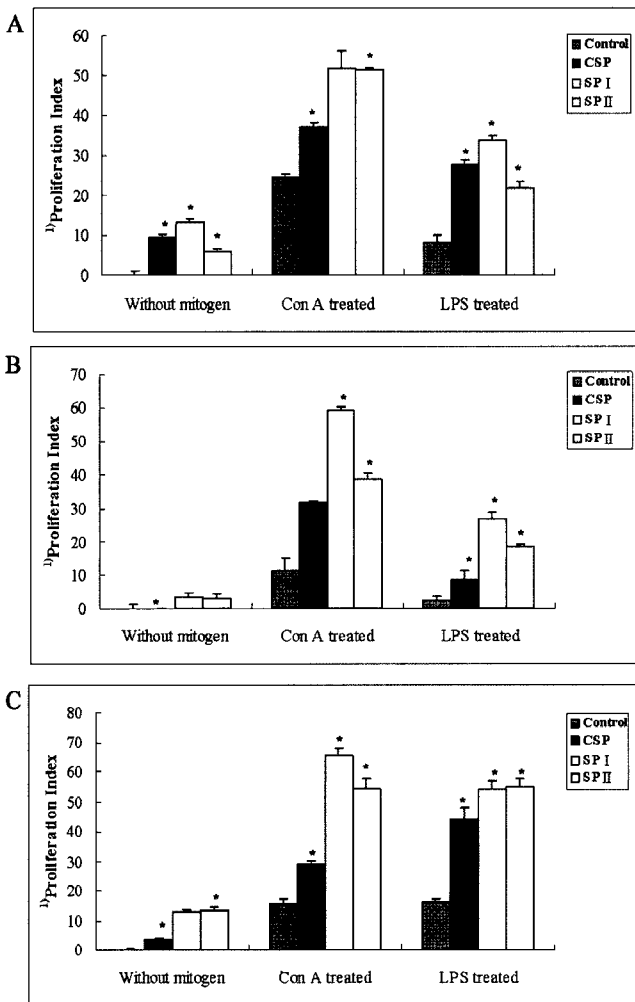 A
¹⁾Proliferation Index
60
50
40
30
20
10
0
* * *
* *
* * *
Without mitogen Con A treated LPS treated
Control
CSP
SP I
SP II
B
¹⁾Proliferation Index
70
60
50
40
30
20
10
0
*
* *
* * *
Without mitogen Con A treated LPS treated
Control
CSP
SP I
SP II
C
¹⁾Proliferation Index
80
70
60
50
40
30
20
10
0
* *
* * *
* * *
Without mitogen Con A treated LPS treated
Control
CSP
SP I
SP II